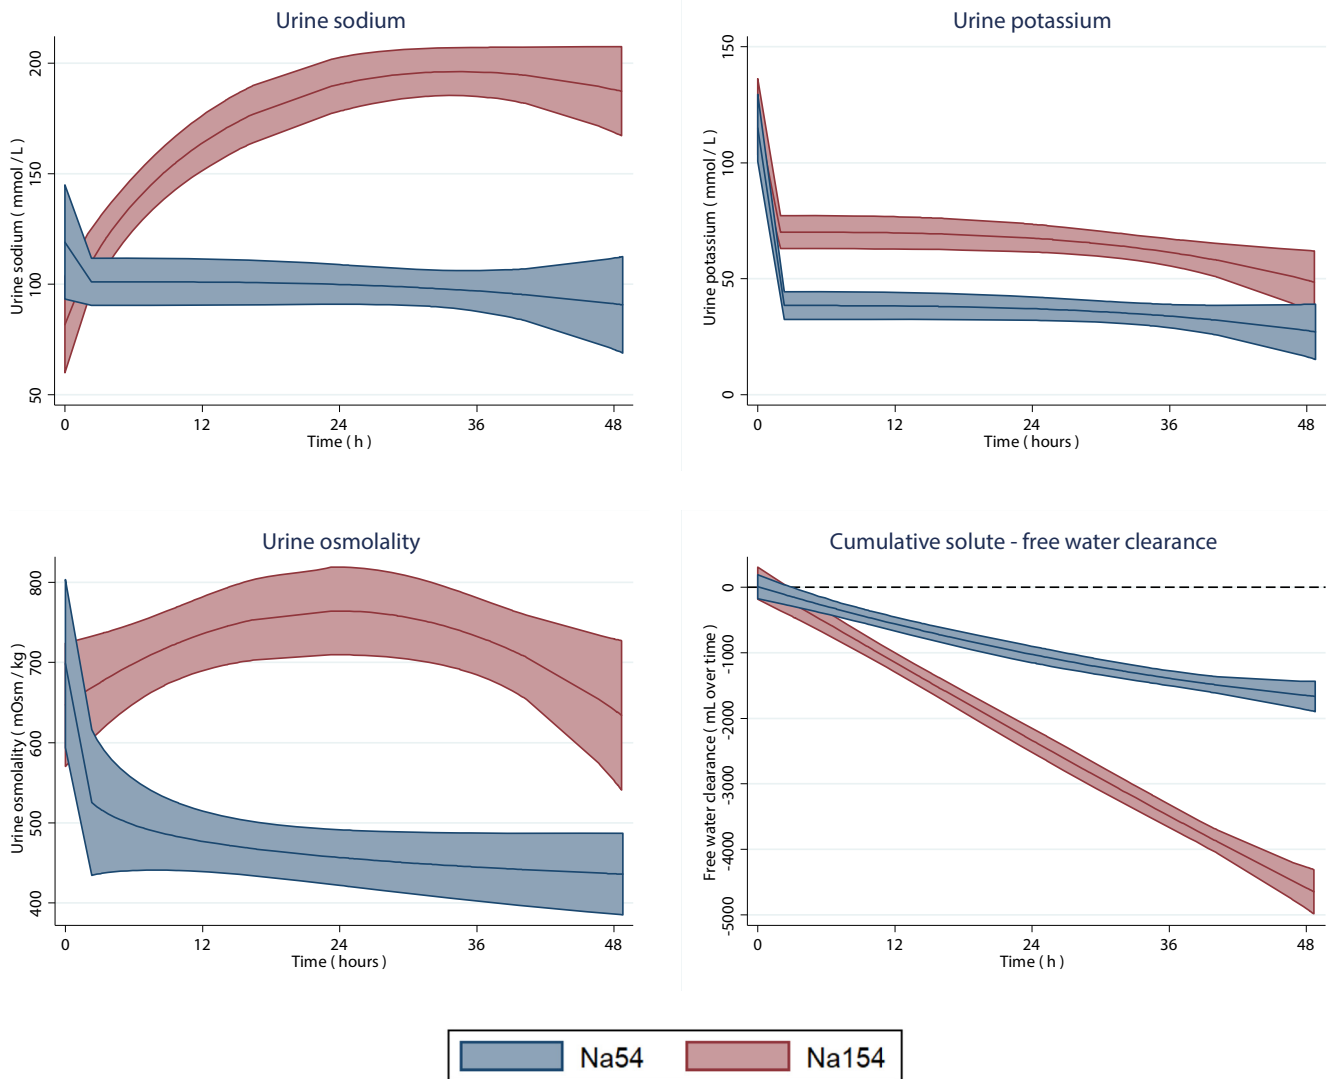 Urine sodium
Urine sodium ( mmol / L )
200
150
100
50
0 12 24 36 48
Time ( h )
Urine potassium
Urine potassium ( mmol / L )
150
100
50
0
0 12 24 36 48
Time ( hours )
Urine osmolality
Urine osmolality ( mOsm / kg )
800
700
600
500
400
0 12 24 36 48
Time ( hours )
Cumulative solute - free water clearance
Free water clearance ( mL over time )
0
-1000
-2000
-3000
-4000
-5000
0 12 24 36 48
Time ( h )
Na54 Na154